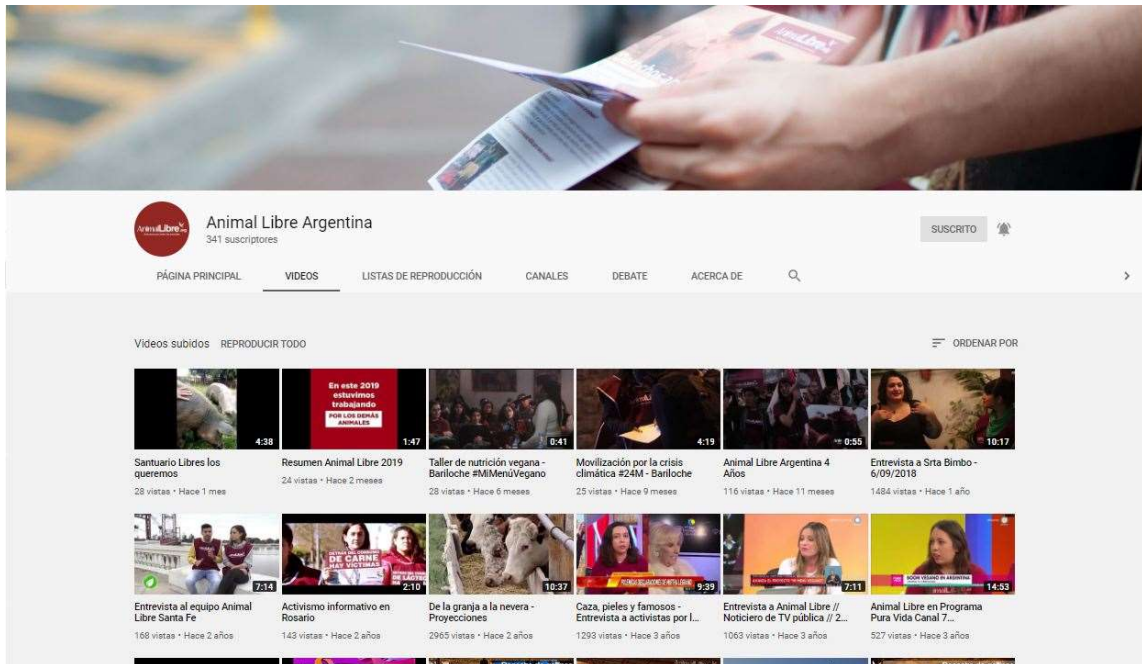 AnimalLibre
AnimalLibre.org
Animal Libre Argentina
341 suscriptores
SUSCRITO
PÁGINA PRINCIPAL VIDEOS LISTAS DE REPRODUCCIÓN CANALES DEBATE ACERCA DE
Videos subidos REPRODUCIR TODO
ORDENAR POR
4:38
En este 2019
estuvimos
trabajando
POR LOS DEMÁS
ANIMALES
1:47
0:41
4:19
0:55
10:17
Santuario Libres los
queremos
28 vistas • Hace 1 mes
Resumen Animal Libre 2019
24 vistas • Hace 2 meses
Taller de nutrición vegana -
Bariloche #MiMenúVegano
28 vistas • Hace 6 meses
Movilización por la crisis
climática #24M - Bariloche
25 vistas • Hace 9 meses
Animal Libre Argentina 4
Años
116 vistas • Hace 11 meses
Entrevista a Srta Bimbo -
6/09/2018
1484 vistas • Hace 1 año
7:14
DETRÁS DEL CONSUMO
DE CARNE
HAY VÍCTIMAS
2:10
10:37
9:39
7:11
BOOM VEGANO EN ARGENTINA
14:53
Entrevista al equipo Animal
Libre Santa Fe
168 vistas • Hace 2 años
Activismo informativo en
Rosario
143 vistas • Hace 2 años
De la granja a la nevera -
Proyecciones
2965 vistas • Hace 2 años
Caza, pieles y famosos -
Entrevista a activistas por l...
1293 vistas • Hace 3 años
Entrevista a Animal Libre //
Noticiero de TV pública // 2...
1063 vistas • Hace 3 años
Animal Libre en Programa
Pura Vida Canal 7...
527 vistas • Hace 3 años